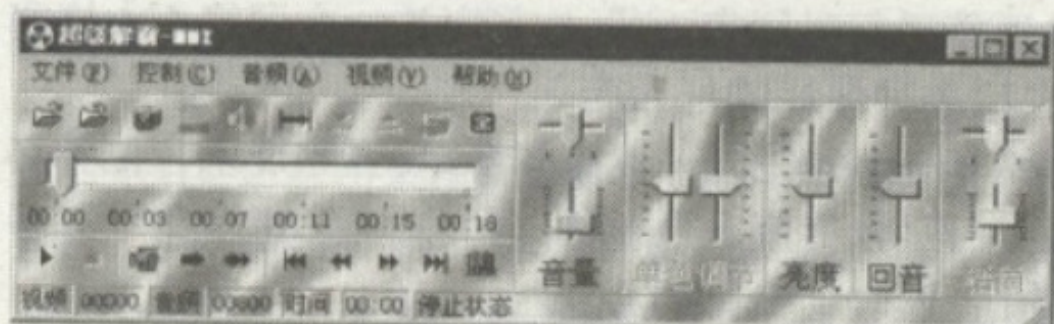 超级解霸
文件(F) 控制(C) 音频(A) 视频(V) 帮助(H)
00:00 00:03 00:07 00:11 00:15 00:18
音量 亮度 回音
视频 00000 音频 00000 时间 00:00 停止状态